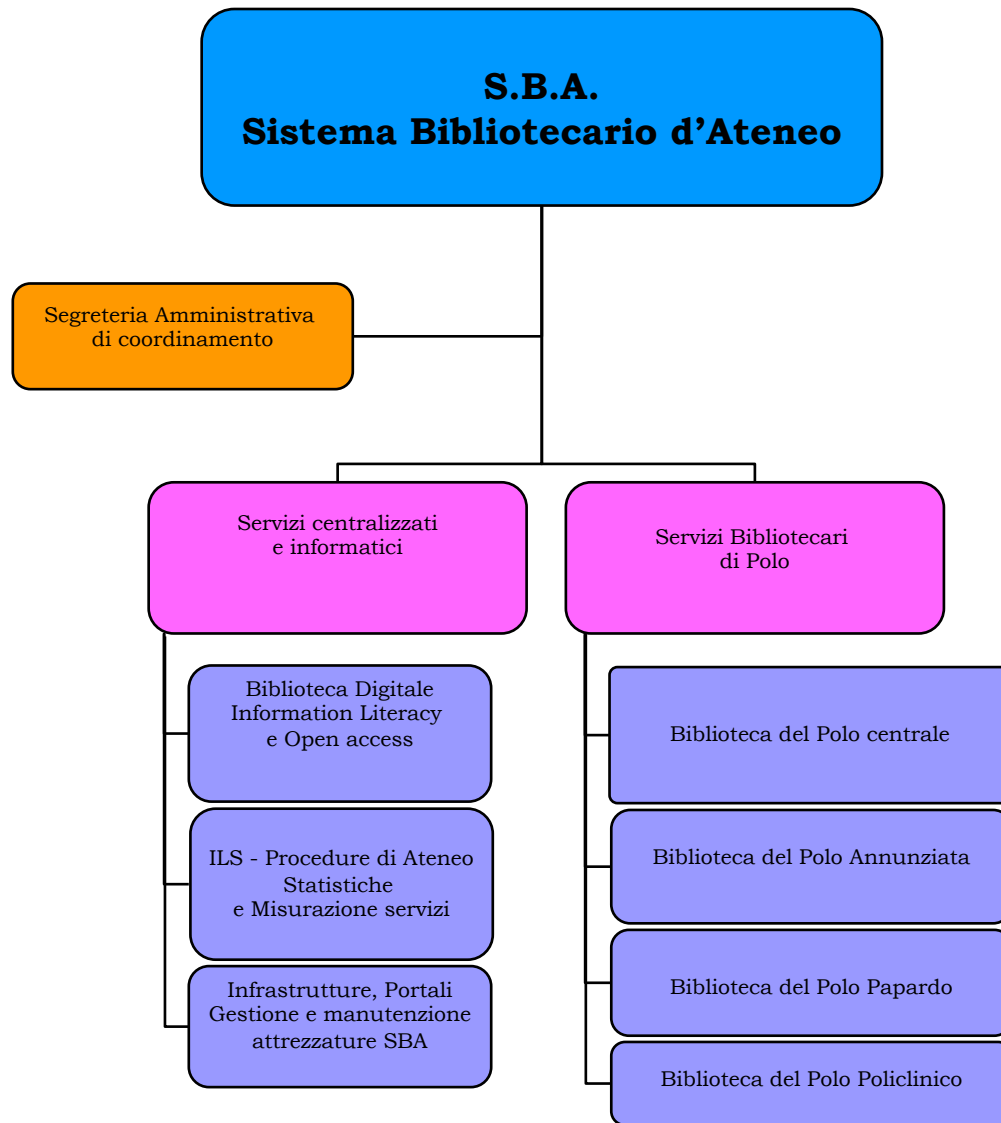 S.B.A.
Sistema Bibliotecario d’Ateneo
Segreteria Amministrativa
di coordinamento
Servizi centralizzati
e informatici
Servizi Bibliotecari
di Polo
Biblioteca Digitale
Information Literacy
e Open access
ILS - Procedure di Ateneo
Statistiche
e Misurazione servizi
Infrastrutture, Portali
Gestione e manutenzione
attrezzature SBA
Biblioteca del Polo centrale
Biblioteca del Polo Annunziata
Biblioteca del Polo Papardo
Biblioteca del Polo Policlinico